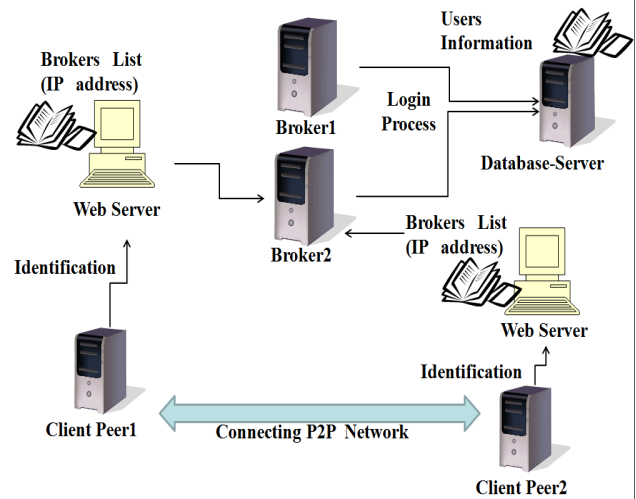 Users
Information
Brokers List
(IP address)
Broker1
Login
Process
Database-Server
Web Server
Broker2
Brokers List
(IP address)
Identification
Web Server
Identification
Client Peer1
Connecting P2P Network
Client Peer2